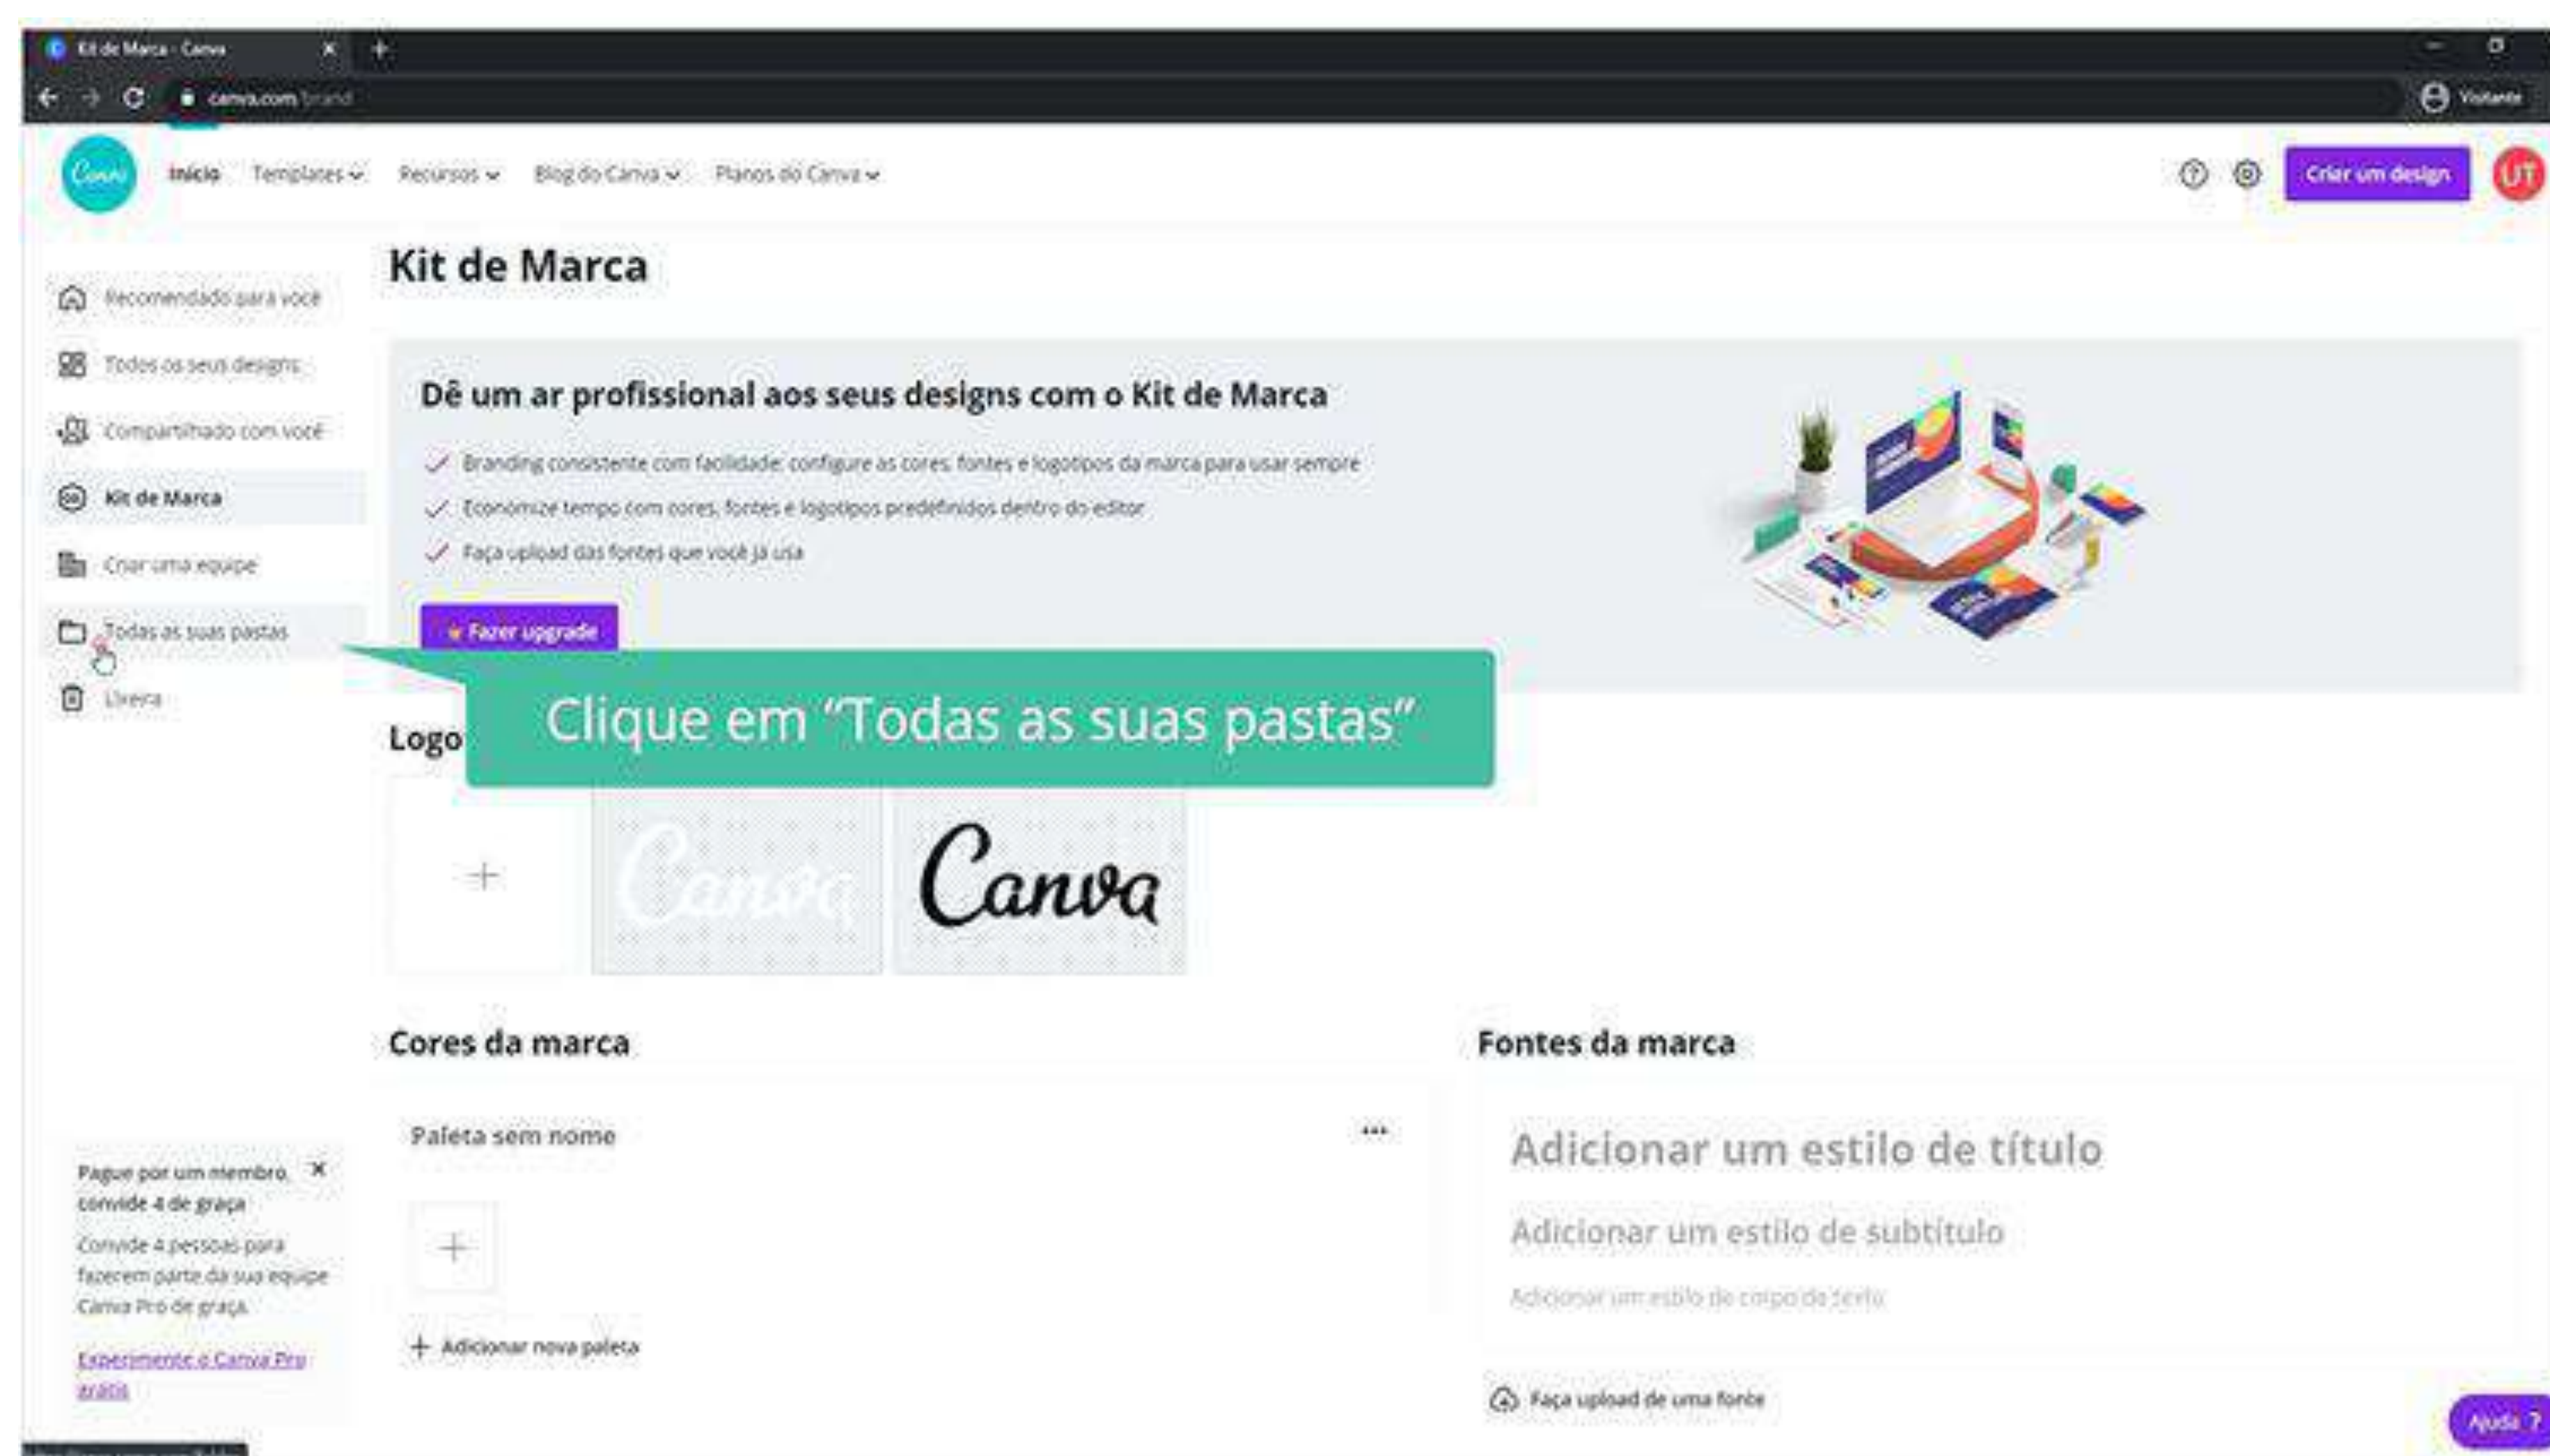 Kit de Marca - Canva
canva.com/brand
Visitante
Canva
Início Templates Recursos Blog do Canva Planos do Canva
Criar um design
UT
Recomendado para você
Todos os seus designs
Compartilhado com você
Kit de Marca
Criar uma equipe
Todas as suas pastas
Lixeira
Pague por um membro,
convide 4 de graça
Convide 4 pessoas para
fazerem parte da sua equipe
Canva Pro de graça.
Experimente o Canva Pro
grátis
Kit de Marca
Dê um ar profissional aos seus designs com o Kit de Marca
Branding consistente com facilidade: configure as cores, fontes e logotipos da marca para usar sempre
Economize tempo com cores, fontes e logotipos predefinidos dentro do editor
Faça upload das fontes que você já usa
Fazer upgrade
Clique em “Todas as suas pastas”
Logo
Canva
Canva
Cores da marca
Paleta sem nome
Adicionar nova paleta
Fontes da marca
Adicionar um estilo de título
Adicionar um estilo de subtítulo
Adicionar um estilo de corpo de texto
Faça upload de uma fonte
Ajuda ?